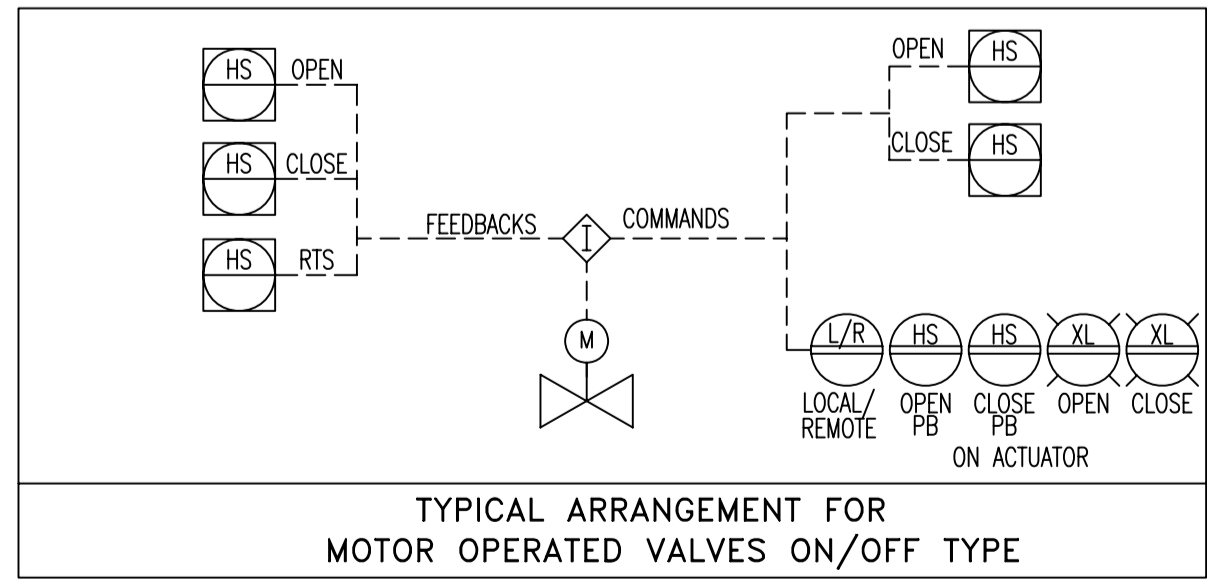 HS OPEN
HS CLOSE
HS RTS
FEEDBACKS
I
COMMANDS
M
OPEN HS
CLOSE HS
L/R HS HS XL XL
LOCAL/ OPEN CLOSE OPEN CLOSE
REMOTE PB PB
ON ACTUATOR
TYPICAL ARRANGEMENT FOR
MOTOR OPERATED VALVES ON/OFF TYPE